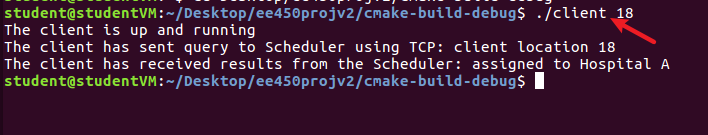 student@studentVM:~/Desktop/ee450projv2/cmake-build-debug$ ./client 18
The client is up and running
The client has sent query to Scheduler using TCP: client location 18
The client has received results from the Scheduler: assigned to Hospital A
student@studentVM:~/Desktop/ee450projv2/cmake-build-debug$